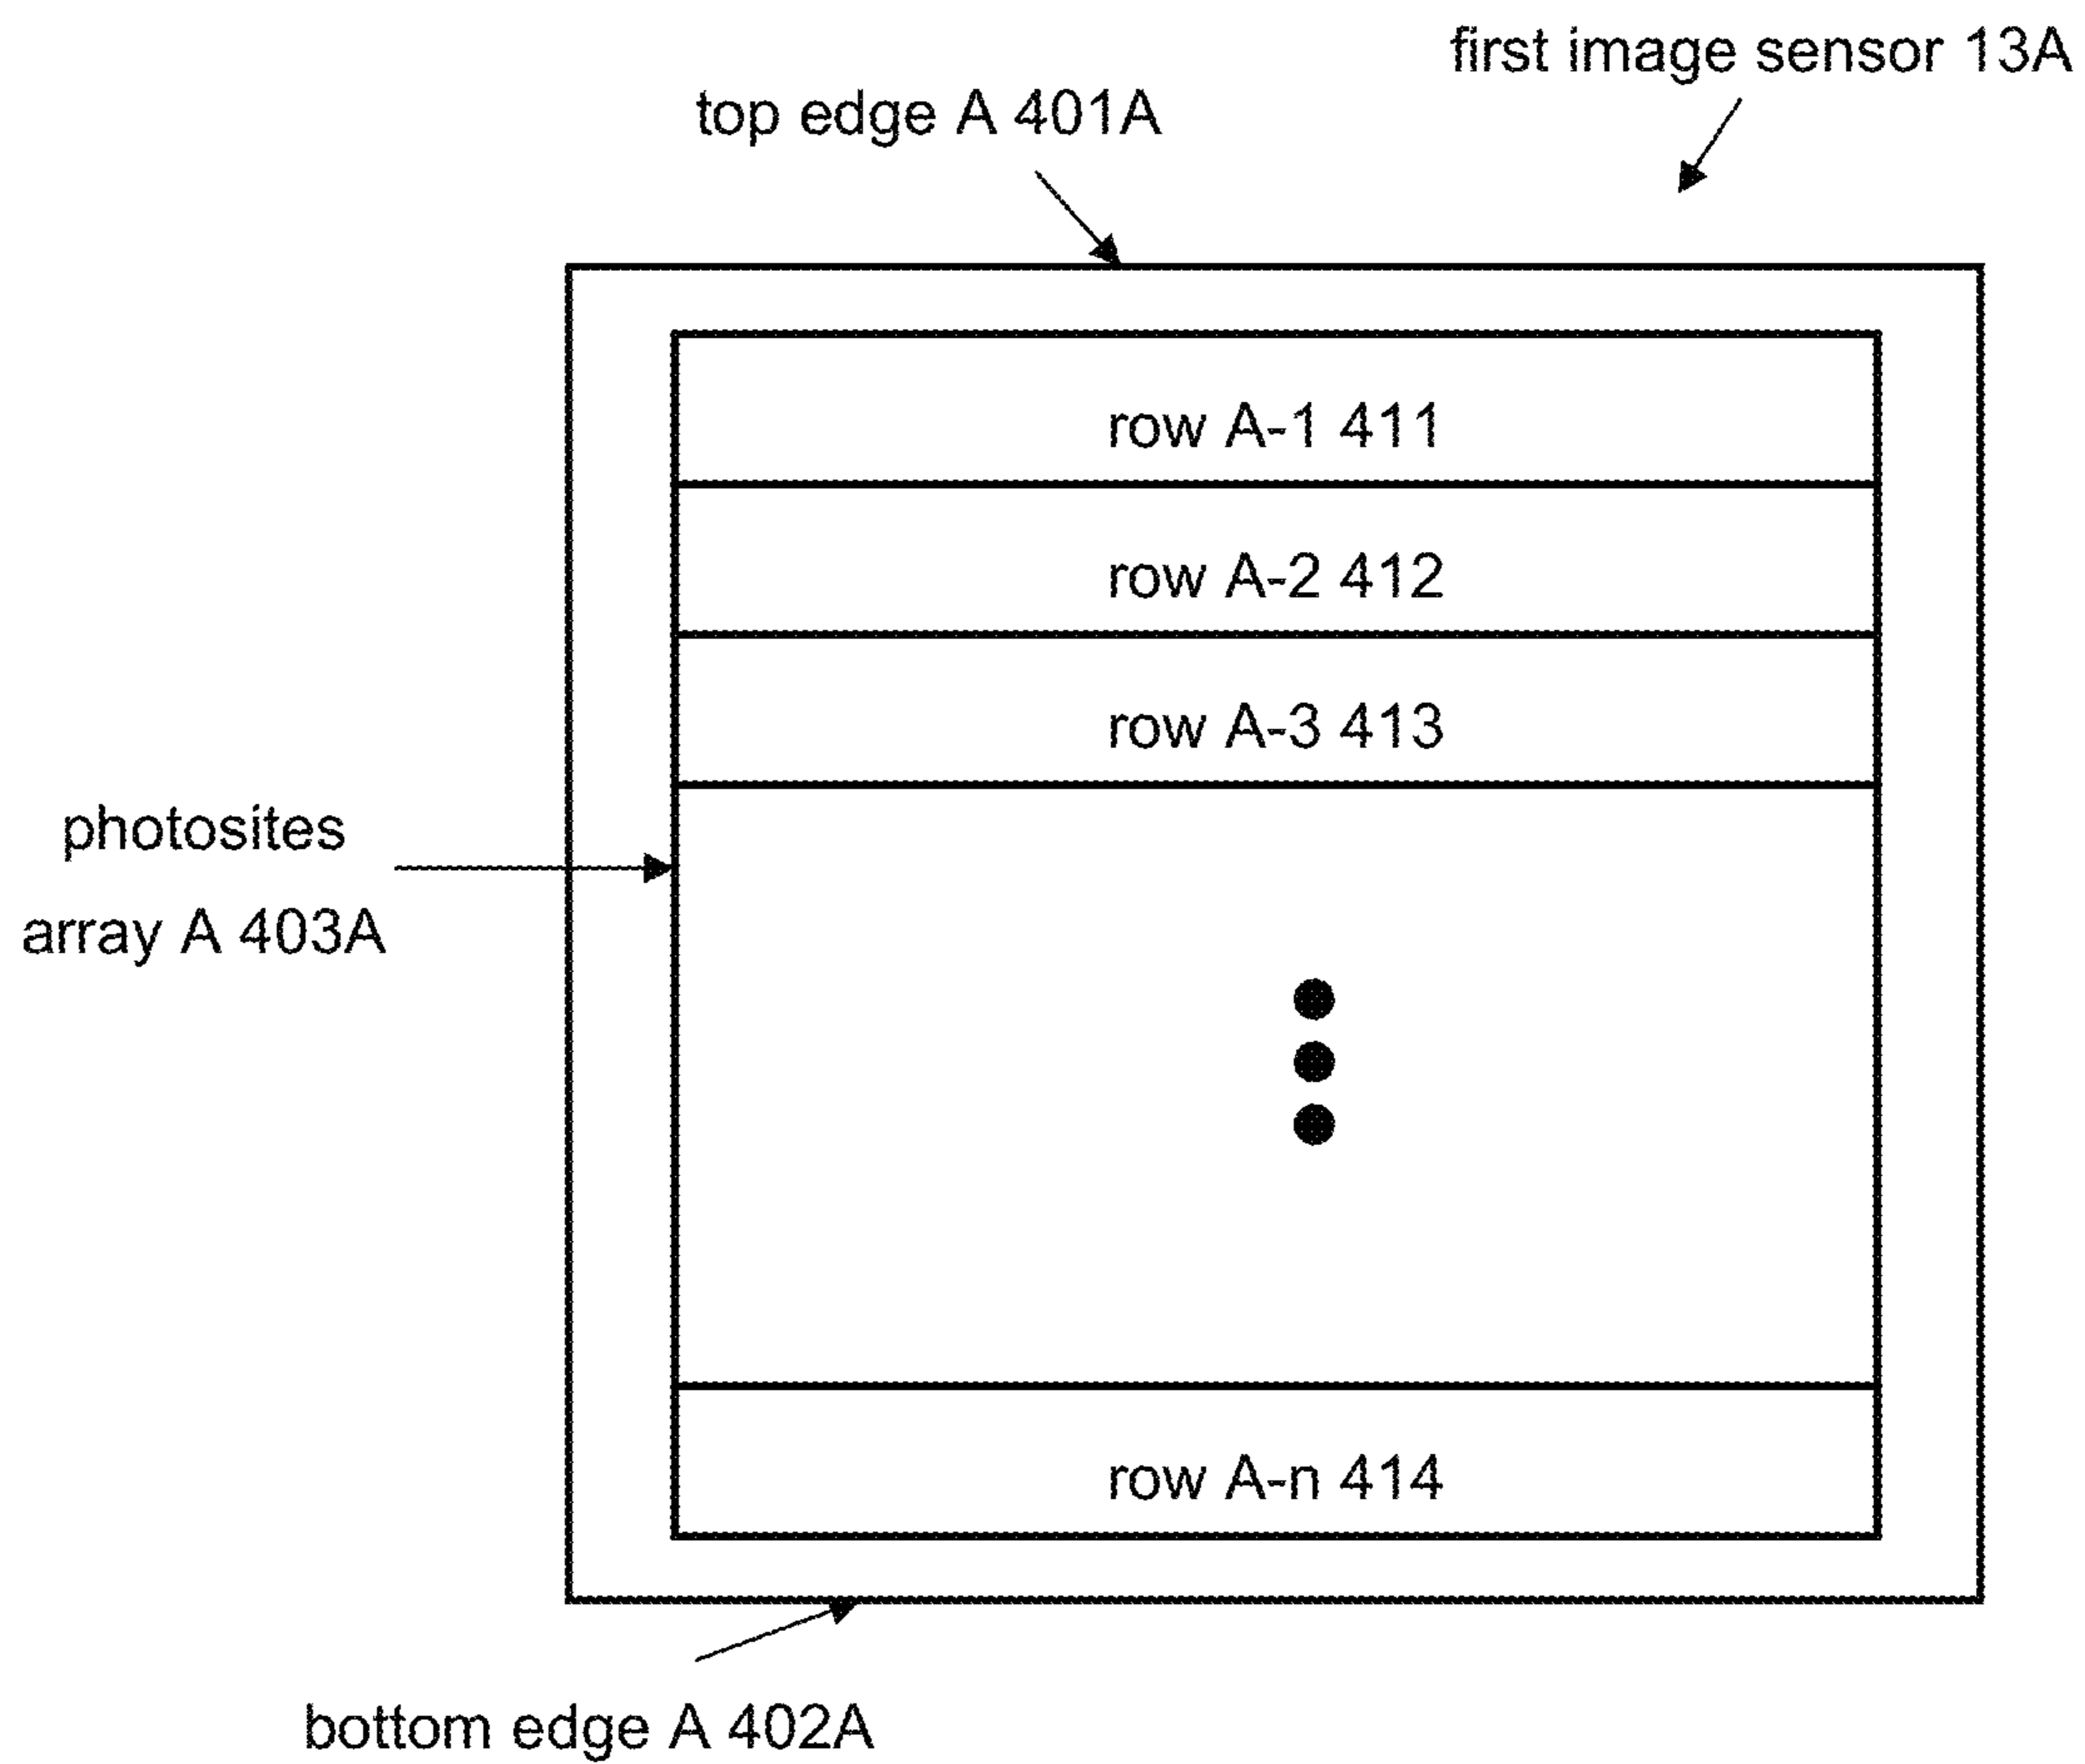 first image sensor 13A
top edge A 401A
row A-1 411
row A-2 412
row A-3 413
photosites
array A 403A
row A-n 414
bottom edge A 402A